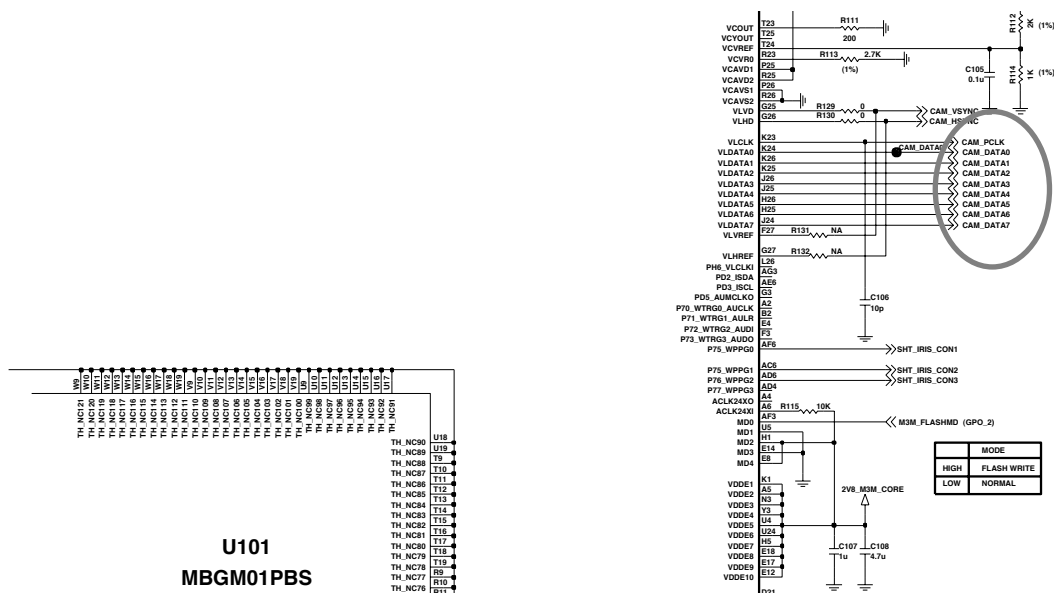 VCOUT T23 R111 200
VCYOUT T25
VCVREF T24
VCVR0 R23 R113 2.7K (1%)
VCAVD1 P25
VCAVD2 R25
VCAVS1 P26
VCAVS2 R26
R112 2K (1%)
C105 0.1u
R114 1K (1%)
VLVD G25 R129 0 CAM_VSYNC
VLHD G26 R130 0 CAM_HSYNC
VLCLK K23 CAM_PCLK
VLDATA0 K24 CAM_DATA0 CAM_DATA0
VLDATA1 K26 CAM_DATA1
VLDATA2 K25 CAM_DATA2
VLDATA3 J26 CAM_DATA3
VLDATA4 J25 CAM_DATA4
VLDATA5 H26 CAM_DATA5
VLDATA6 H25 CAM_DATA6
VLDATA7 J24 CAM_DATA7
VLVREF F27 R131 NA
VLHREF G27 R132 NA
PH6_VLCLKI L26
PD2_ISDA AG3
PD3_ISCL AE6
PD5_AUMCLKO G3
P70_WTRG0_AUCLK A2
P71_WTRG1_AULR B2
P72_WTRG2_AUDI E4
P73_WTRG3_AUDO F3
C106 10p
P75_WPPG0 AF6 SHT_IRIS_CON1
P75_WPPG1 AC6 SHT_IRIS_CON2
P76_WPPG2 AD6 SHT_IRIS_CON3
P77_WPPG3 AD4
ACLK24XO A4
ACLK24XI A6 R115 10K
MD0 AF3 M3M_FLASHMD (GPO_2)
MD1 U5
MD2 H1
MD3 E14
MD4 E8
MODE
HIGH FLASH WRITE
LOW NORMAL
VDDE1 K1
VDDE2 A5
VDDE3 N3
VDDE4 Y3
VDDE5 U4
VDDE6 U24
VDDE7 H5
VDDE8 E18
VDDE9 E17
VDDE10 E12
D21
2V8_M3M_CORE
C107 1u
C108 4.7u
W9 W10 W11 W12 W13 W14 W15 W16 W17 W18 W19 V9 V10 V11 V12 V13 V14 V15 V16 V17 V18 V19 U9 U10 U11 U12 U13 U14 U15 U16 U17
TH_NC121 TH_NC120 TH_NC119 TH_NC118 TH_NC117 TH_NC116 TH_NC115 TH_NC114 TH_NC113 TH_NC112 TH_NC111 TH_NC110 TH_NC109 TH_NC108 TH_NC107 TH_NC106 TH_NC105 TH_NC104 TH_NC103 TH_NC102 TH_NC101 TH_NC100 TH_NC99 TH_NC98 TH_NC97 TH_NC96 TH_NC95 TH_NC94 TH_NC93 TH_NC92 TH_NC91
TH_NC90 U18
TH_NC89 U19
TH_NC88 T9
TH_NC87 T10
TH_NC86 T11
TH_NC85 T12
TH_NC84 T13
TH_NC83 T14
TH_NC82 T15
TH_NC81 T16
TH_NC80 T17
TH_NC79 T18
TH_NC78 T19
TH_NC77 R9
TH_NC76 R10
R11
U101
MBGM01PBS